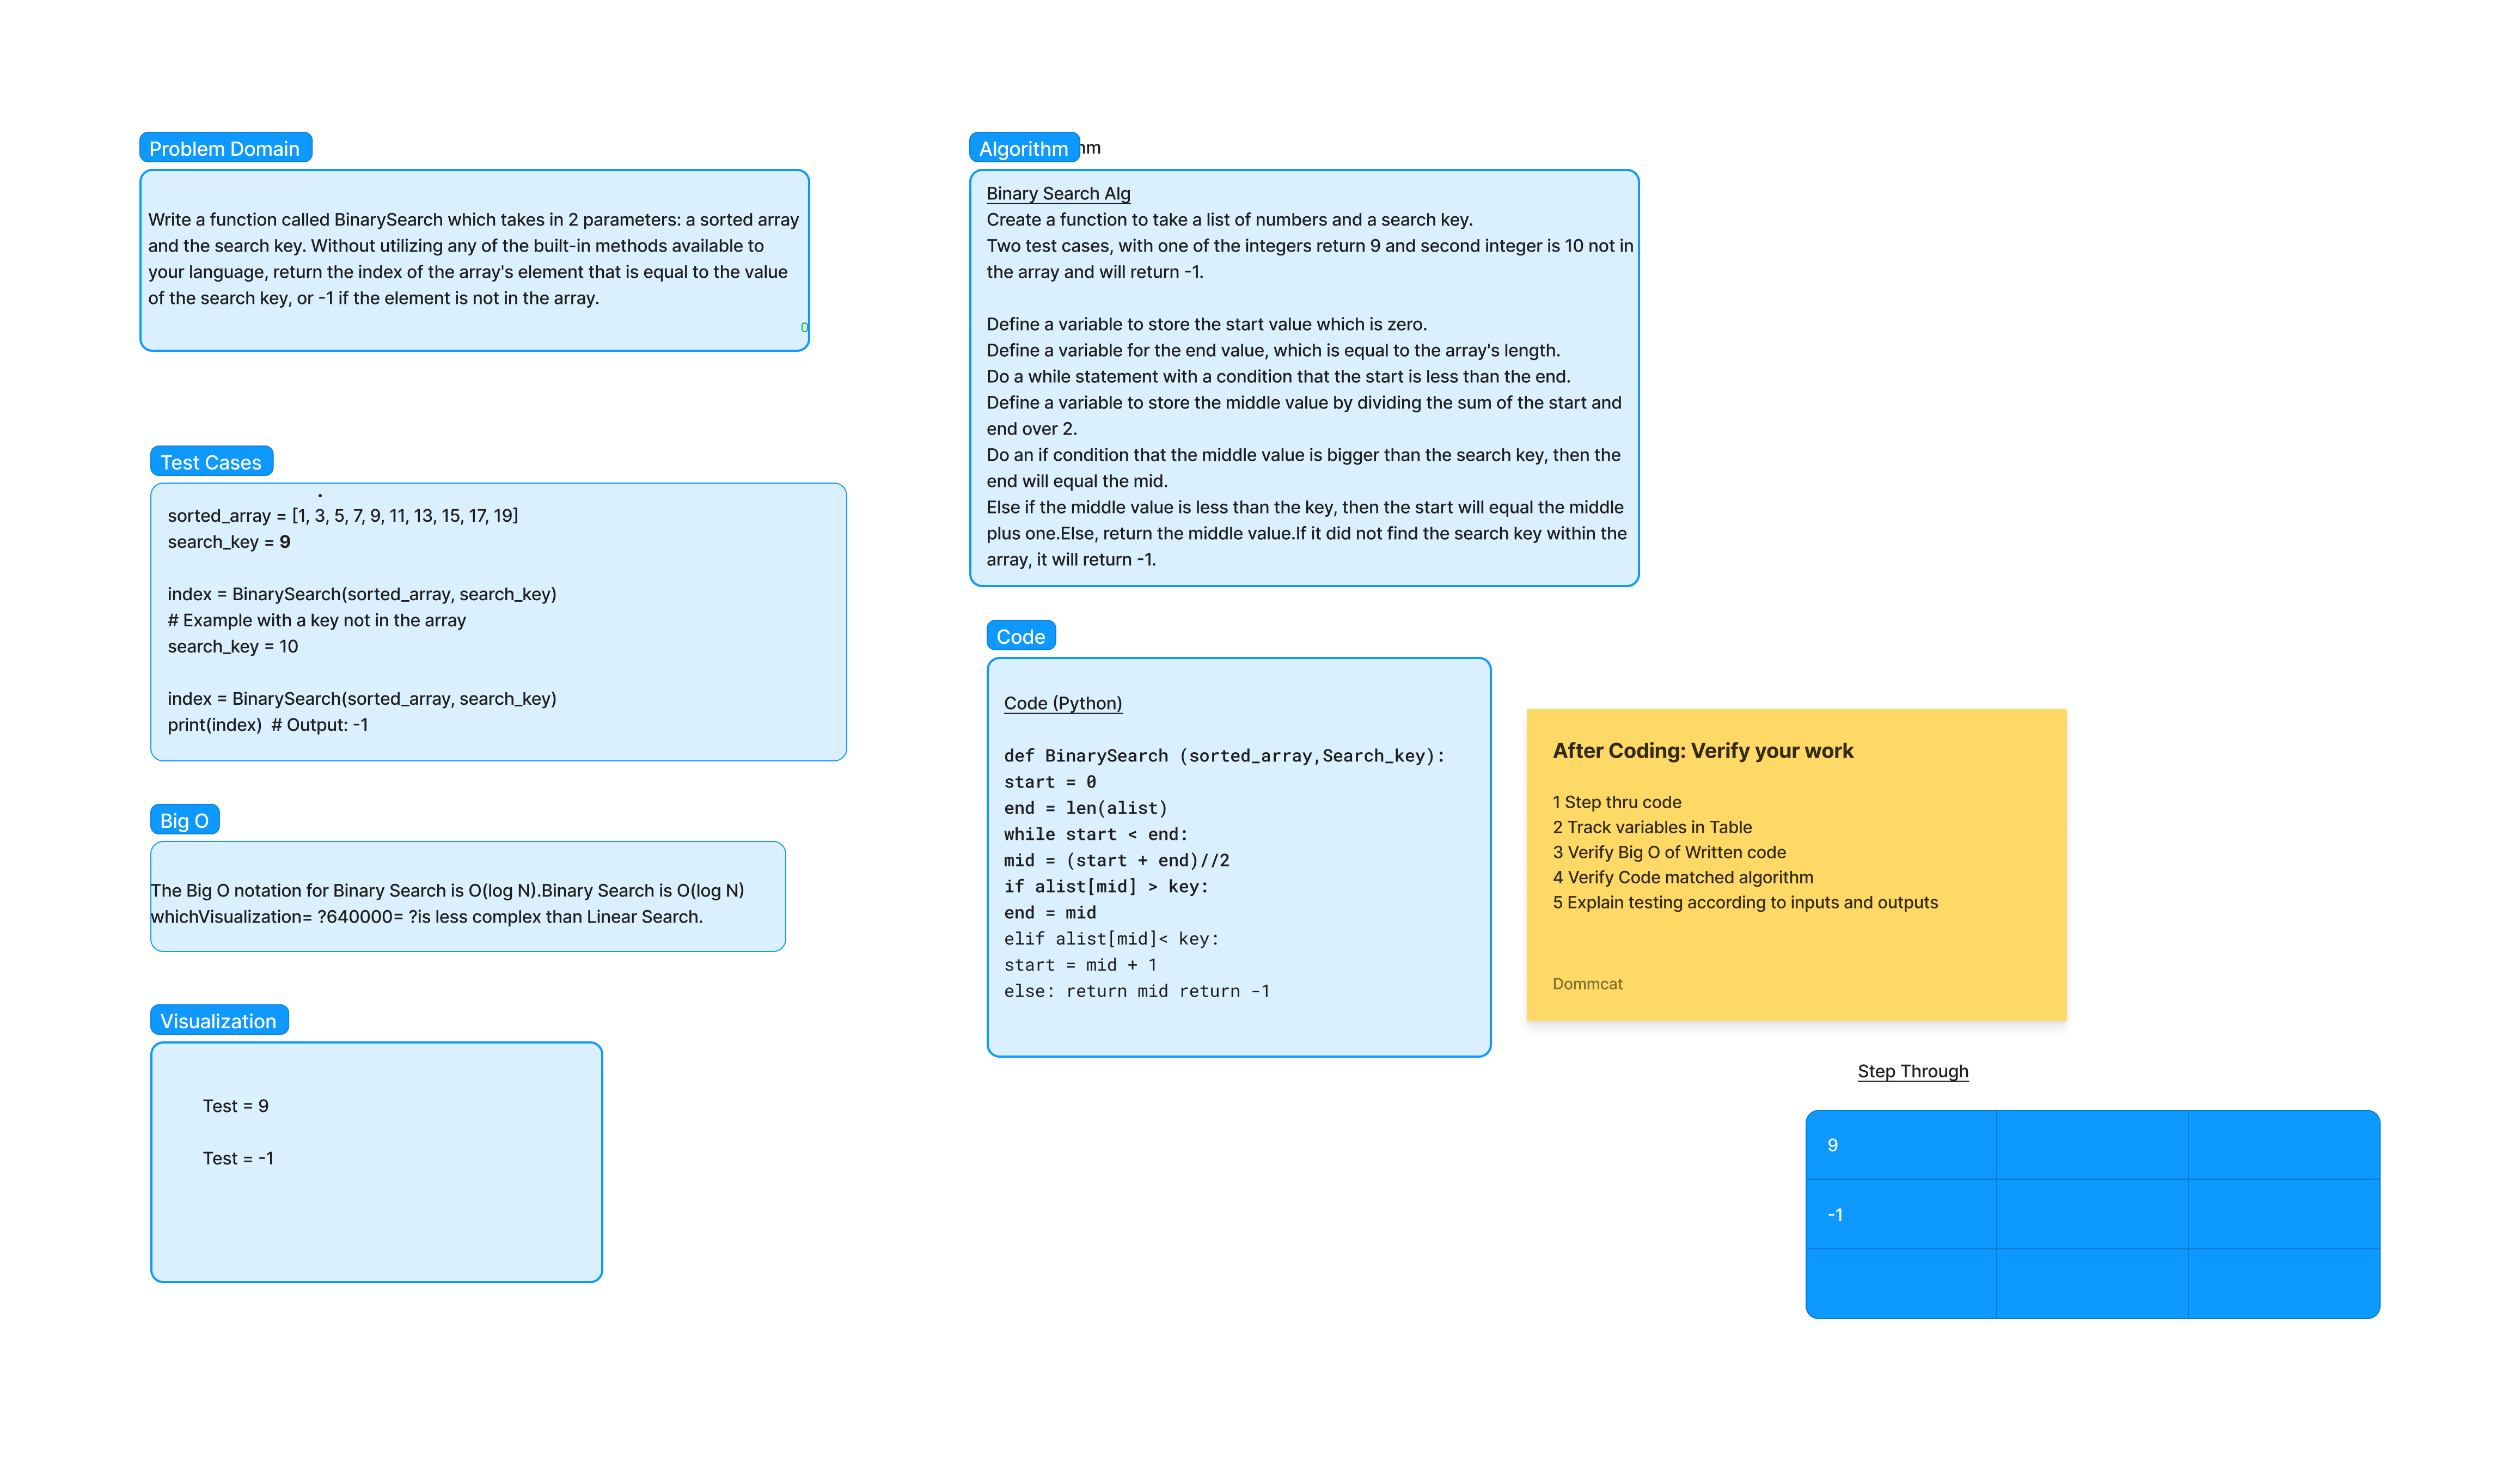 Problem Domain
Write a function called BinarySearch which takes in 2 parameters: a sorted array
and the search key. Without utilizing any of the built-in methods available to
your language, return the index of the array's element that is equal to the value
of the search key, or -1 if the element is not in the array.
0
Test Cases
.
sorted_array = [1, 3, 5, 7, 9, 11, 13, 15, 17, 19]
search_key = 9
index = BinarySearch(sorted_array, search_key)
# Example with a key not in the array
search_key = 10
index = BinarySearch(sorted_array, search_key)
print(index)  # Output: -1
Big O
The Big O notation for Binary Search is O(log N).Binary Search is O(log N)
whichVisualization= ?640000= ?is less complex than Linear Search.
Visualization
Test = 9
Test = -1
Algorithm
Binary Search Alg
Create a function to take a list of numbers and a search key.
Two test cases, with one of the integers return 9 and second integer is 10 not in
the array and will return -1.
Define a variable to store the start value which is zero.
Define a variable for the end value, which is equal to the array's length.
Do a while statement with a condition that the start is less than the end.
Define a variable to store the middle value by dividing the sum of the start and
end over 2.
Do an if condition that the middle value is bigger than the search key, then the
end will equal the mid.
Else if the middle value is less than the key, then the start will equal the middle
plus one.Else, return the middle value.If it did not find the search key within the
array, it will return -1.
Code
Code (Python)
def BinarySearch (sorted_array,Search_key):
start = 0
end = len(alist)
while start < end:
mid = (start + end)//2
if alist[mid] > key:
end = mid
elif alist[mid]< key:
start = mid + 1
else: return mid return -1
After Coding: Verify your work
1 Step thru code
2 Track variables in Table
3 Verify Big O of Written code
4 Verify Code matched algorithm
5 Explain testing according to inputs and outputs
Dommcat
Step Through
9
-1